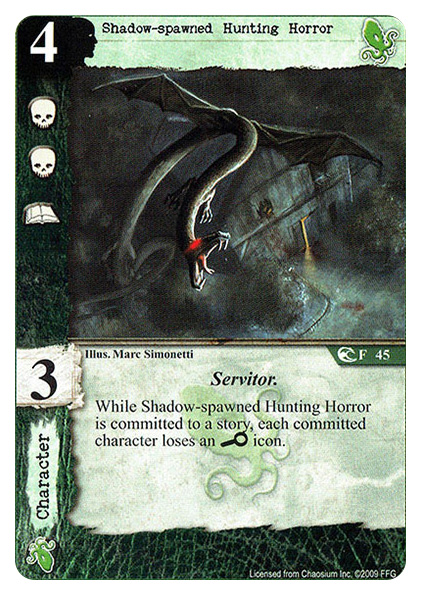 4
Shadow-spawned Hunting Horror
Illus. Marc Simonetti
F 45
3
Servitor.
While Shadow-spawned Hunting Horror
is committed to a story, each committed
character loses an icon.
Character
Licensed from Chaosium Inc. ©2009 FFG